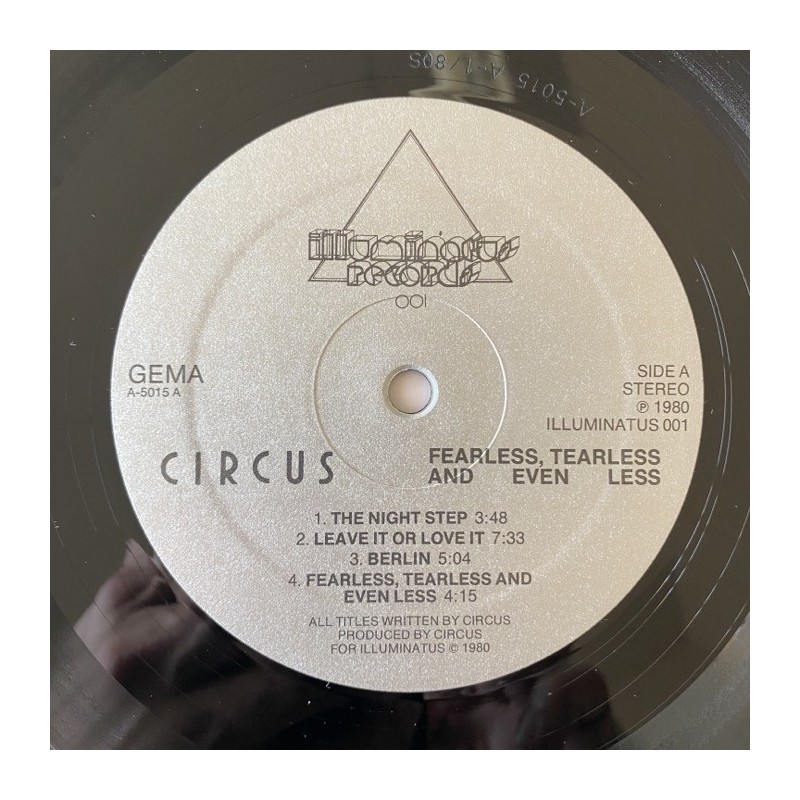 A-5015 A-1/80S
illuminatus
records
001
GEMA
A-5015 A
SIDE A
STEREO
℗ 1980
ILLUMINATUS 001
CIRCUS
FEARLESS, TEARLESS
AND EVEN LESS
1. THE NIGHT STEP 3:48
2. LEAVE IT OR LOVE IT 7:33
3. BERLIN 5:04
4. FEARLESS, TEARLESS AND
EVEN LESS 4:15
ALL TITLES WRITTEN BY CIRCUS
PRODUCED BY CIRCUS
FOR ILLUMINATUS © 1980